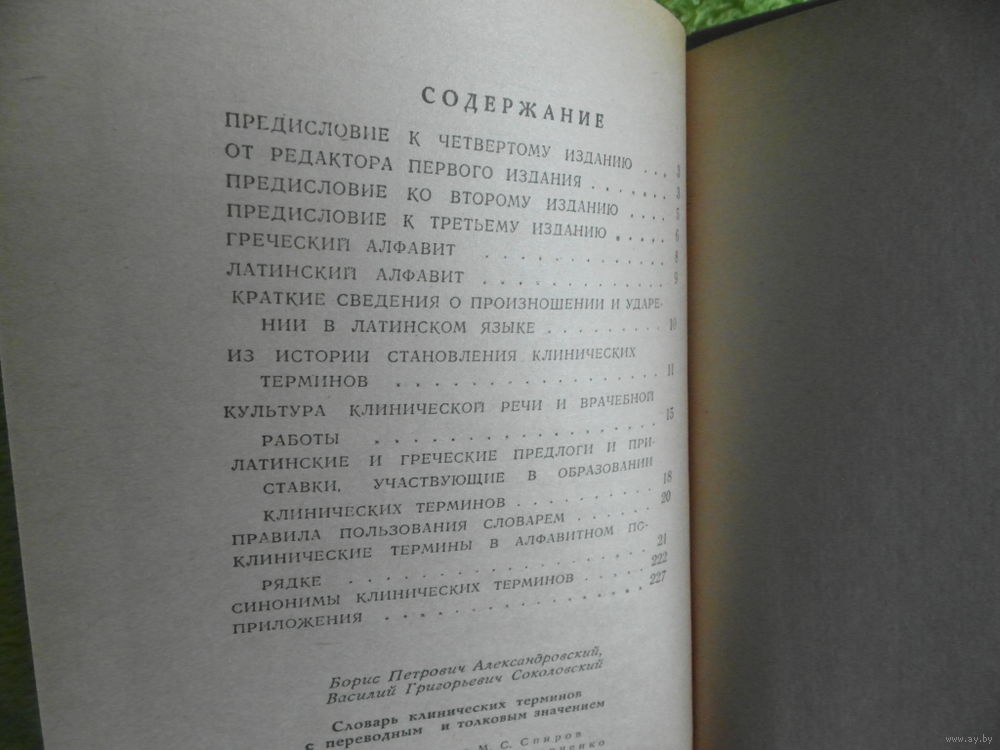 СОДЕРЖАНИЕ
ПРЕДИСЛОВИЕ К ЧЕТВЕРТОМУ ИЗДАНИЮ . . . 3
ОТ РЕДАКТОРА ПЕРВОГО ИЗДАНИЯ . . . . . . 3
ПРЕДИСЛОВИЕ КО ВТОРОМУ ИЗДАНИЮ . . . . 5
ПРЕДИСЛОВИЕ К ТРЕТЬЕМУ ИЗДАНИЮ . . . . . 6
ГРЕЧЕСКИЙ АЛФАВИТ . . . . . . . . . . . . 8
ЛАТИНСКИЙ АЛФАВИТ . . . . . . . . . . . . 9
КРАТКИЕ СВЕДЕНИЯ О ПРОИЗНОШЕНИИ И УДАРЕ-
НИИ В ЛАТИНСКОМ ЯЗЫКЕ . . . . . . . . 10
ИЗ ИСТОРИИ СТАНОВЛЕНИЯ КЛИНИЧЕСКИХ
ТЕРМИНОВ . . . . . . . . . . . . . . . 11
КУЛЬТУРА КЛИНИЧЕСКОЙ РЕЧИ И ВРАЧЕБНОЙ
РАБОТЫ . . . . . . . . . . . . . . . . 15
ЛАТИНСКИЕ И ГРЕЧЕСКИЕ ПРЕДЛОГИ И ПРИ-
СТАВКИ, УЧАСТВУЮЩИЕ В ОБРАЗОВАНИИ
КЛИНИЧЕСКИХ ТЕРМИНОВ . . . . . . . . . 18
ПРАВИЛА ПОЛЬЗОВАНИЯ СЛОВАРЕМ . . . . . . 20
КЛИНИЧЕСКИЕ ТЕРМИНЫ В АЛФАВИТНОМ ПО-
РЯДКЕ . . . . . . . . . . . . . . . . . 21
СИНОНИМЫ КЛИНИЧЕСКИХ ТЕРМИНОВ . . . . . 222
ПРИЛОЖЕНИЯ . . . . . . . . . . . . . . . 227
Борис Петрович Александровский,
Василий Григорьевич Соколовский
Словарь клинических терминов
с переводным и толковым значением
М. С. Спиров
www.ay.by